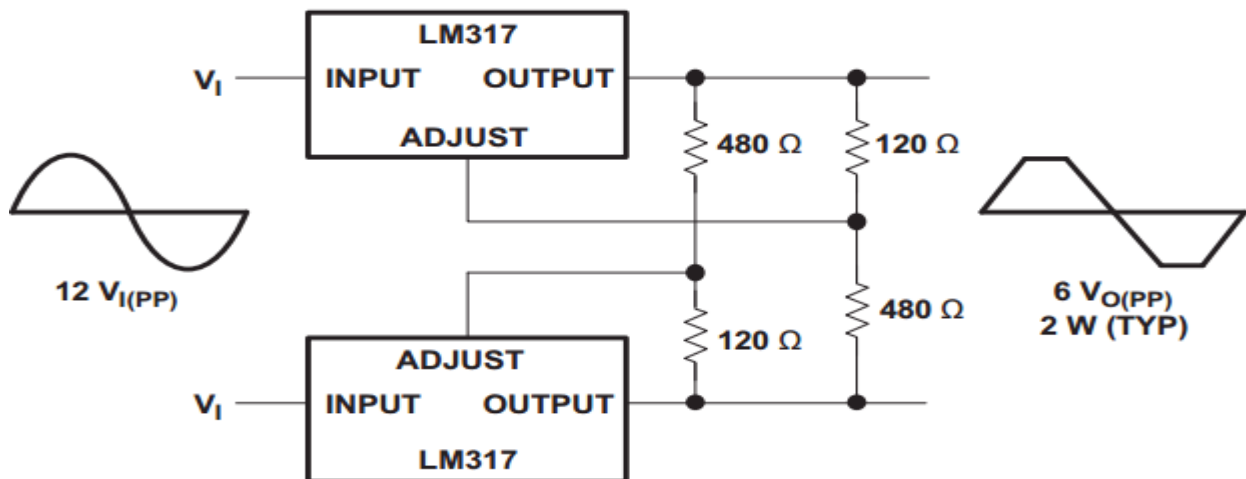 LM317
V_I INPUT OUTPUT
ADJUST
480 Ω 120 Ω
12 V_I(PP)
6 V_O(PP)
2 W (TYP)
120 Ω 480 Ω
ADJUST
V_I INPUT OUTPUT
LM317